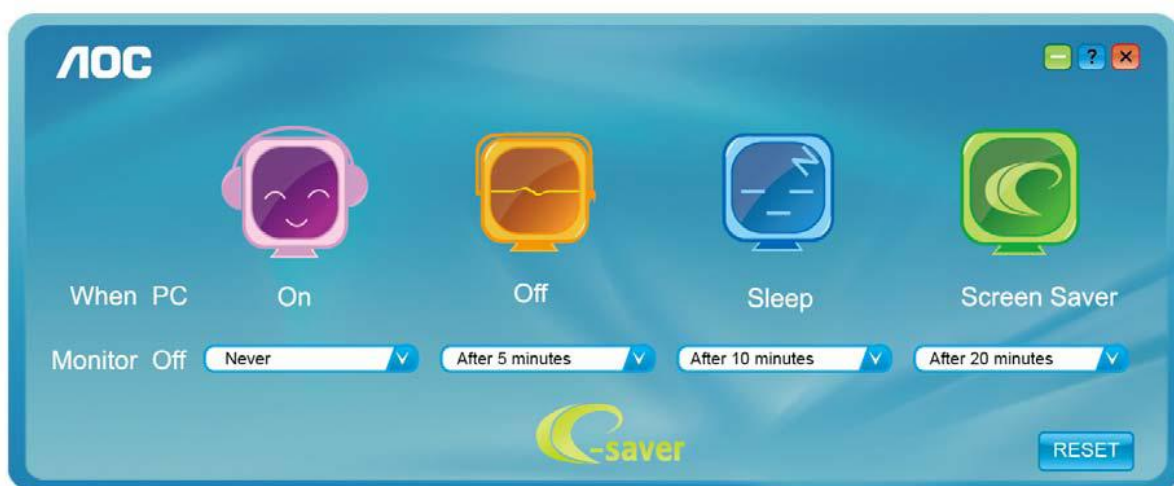 AOC
?
When PC On Off Sleep Screen Saver
Monitor Off Never After 5 minutes After 10 minutes After 20 minutes
e-saver
RESET